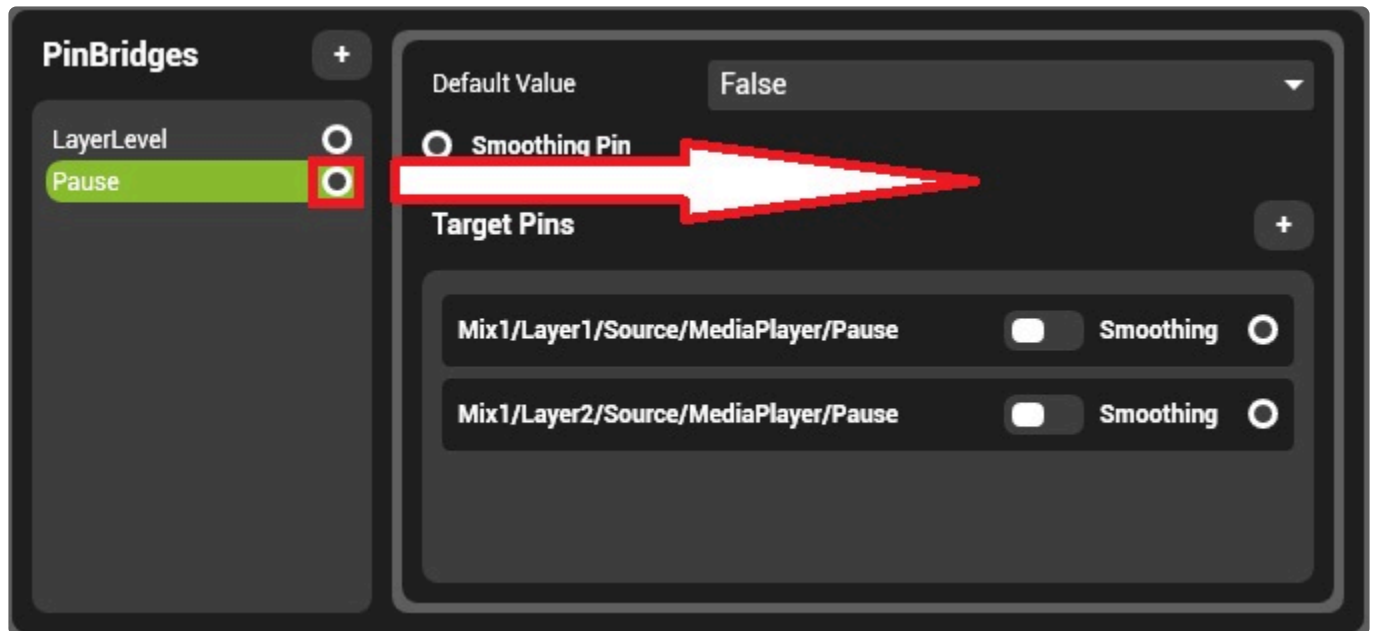 PinBridges +
LayerLevel
Pause
Default Value False
Smoothing Pin
Target Pins +
Mix1/Layer1/Source/MediaPlayer/Pause Smoothing
Mix1/Layer2/Source/MediaPlayer/Pause Smoothing